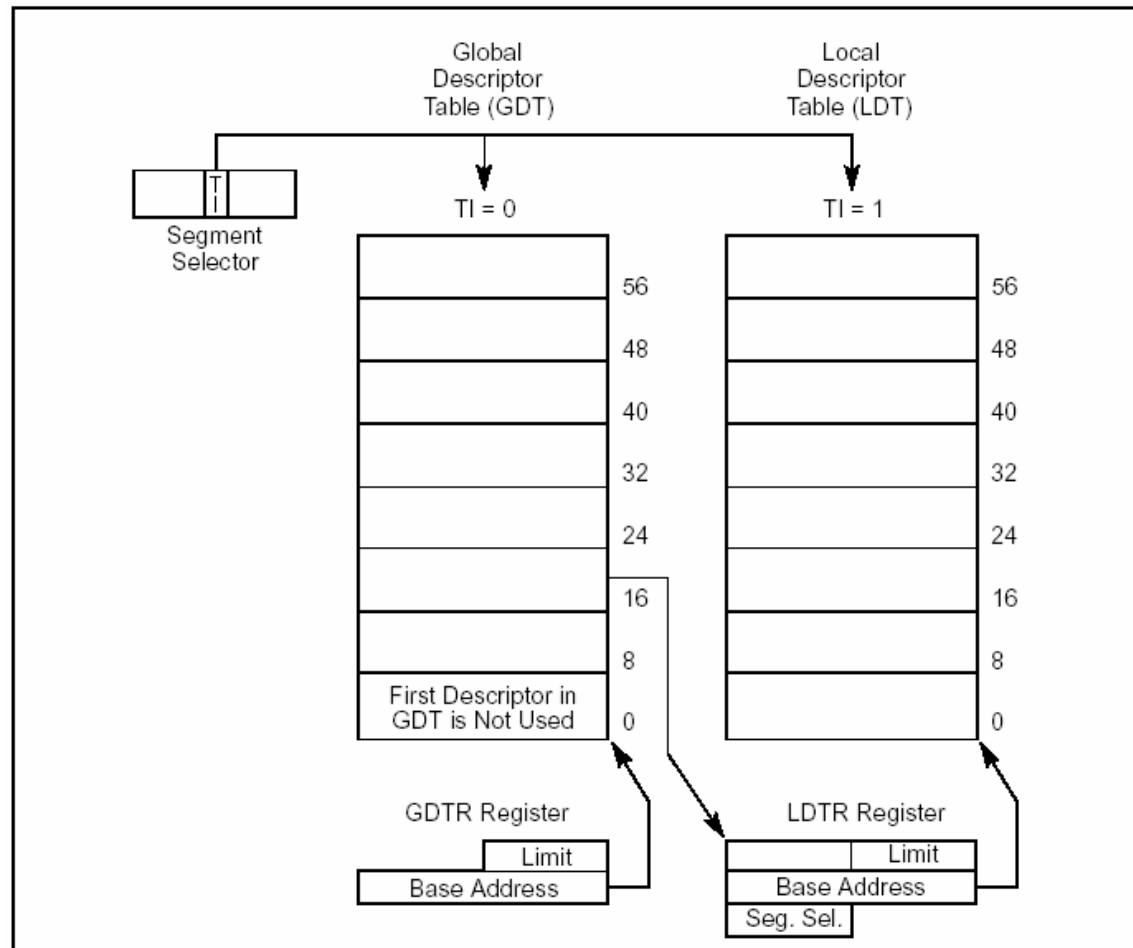 Global
Descriptor
Table (GDT)
Local
Descriptor
Table (LDT)
TI
Segment
Selector
TI = 0
TI = 1
56
48
40
32
24
16
8
First Descriptor in
GDT is Not Used
0
56
48
40
32
24
16
8
0
GDTR Register
Limit
Base Address
LDTR Register
Limit
Base Address
Seg. Sel.